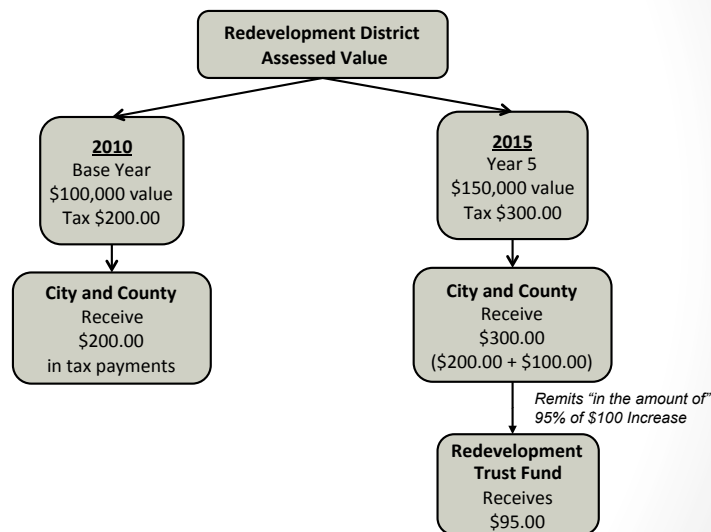 Redevelopment District
Assessed Value
2010
Base Year
$100,000 value
Tax $200.00
2015
Year 5
$150,000 value
Tax $300.00
City and County
Receive
$200.00
in tax payments
City and County
Receive
$300.00
($200.00 + $100.00)
Remits “in the amount of”
95% of $100 Increase
Redevelopment
Trust Fund
Receives
$95.00